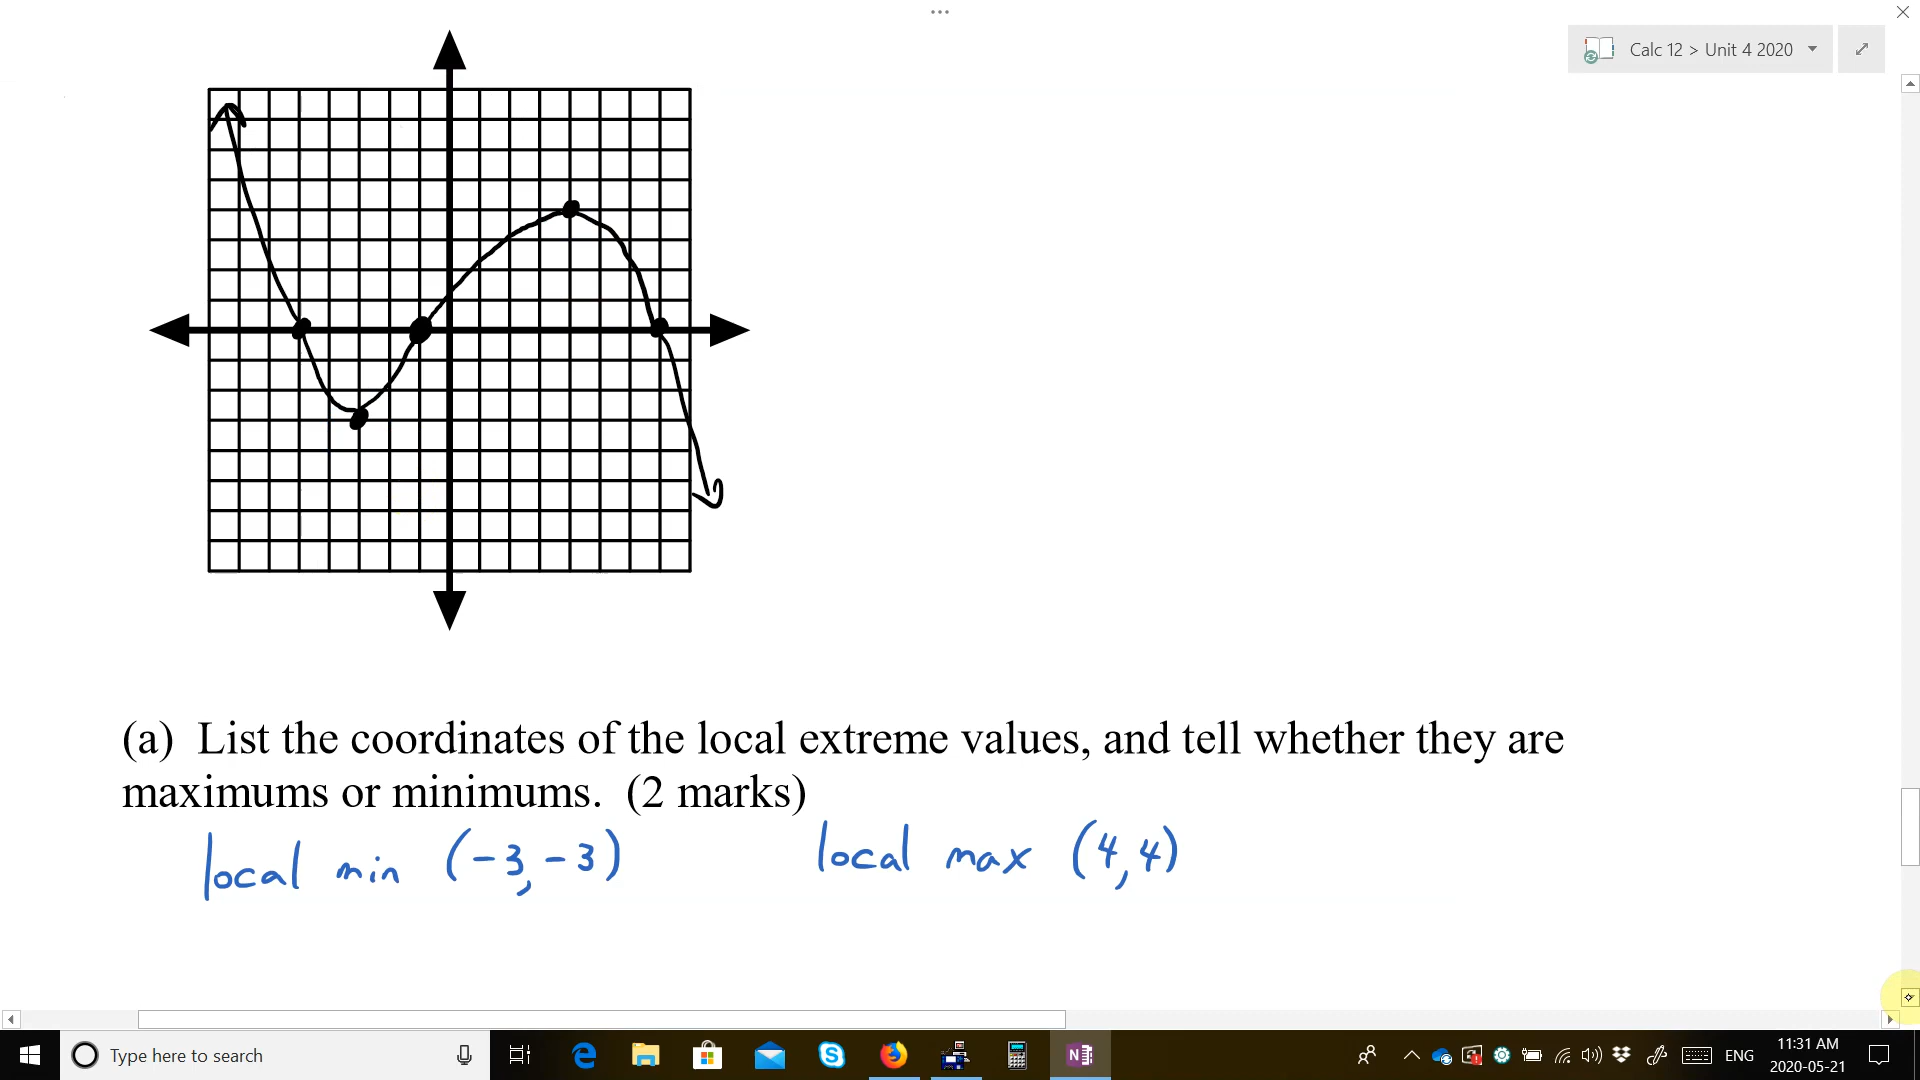 Calc 12 > Unit 4 2020
(a) List the coordinates of the local extreme values, and tell whether they are
maximums or minimums. (2 marks)
local min (-3,-3) local max (4,4)
Type here to search
ENG
11:31 AM
2020-05-21